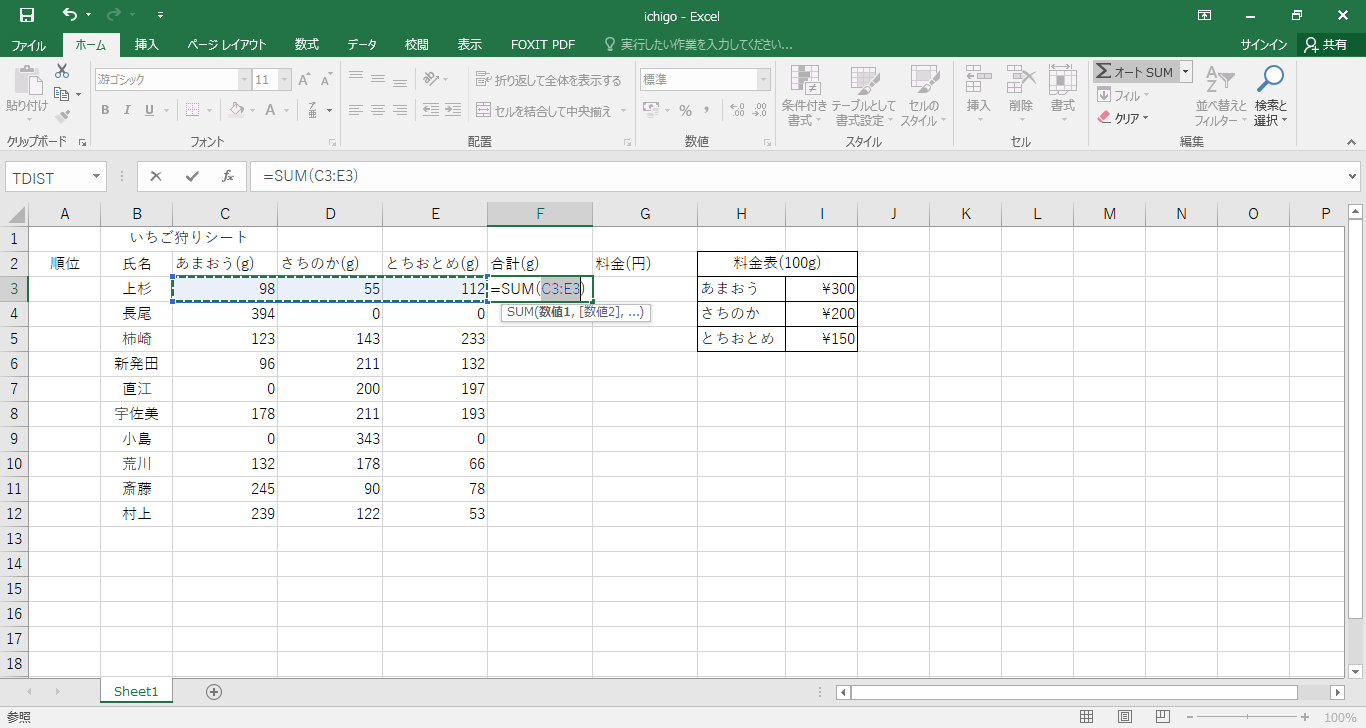 ichigo - Excel
ファイル ホーム 挿入 ページ レイアウト 数式 データ 校閲 表示 FOXIT PDF 実行したい作業を入力してください... サインイン 共有
貼り付け 游ゴシック 11 A A 折り返して全体を表示する 標準 条件付き テーブルとして セルの 挿入 削除 書式 Σ オート SUM 並べ替えと 検索と
B I U A セルを結合して中央揃え % , 書式 書式設定 スタイル フィル フィルター 選択
クリア
クリップボード フォント 配置 数値 スタイル セル 編集
TDIST fx =SUM(C3:E3)
A B C D E F G H I J K L M N O P
1 いちご狩りシート
2 順位 氏名 あまおう(g) さちのか(g) とちおとめ(g) 合計(g) 料金(円) 料金表(100g)
3 上杉 98 55 112 =SUM(C3:E3) あまおう ¥300
4 長尾 394 0 0 SUM(数値1, [数値2], ...) さちのか ¥200
5 柿崎 123 143 233 とちおとめ ¥150
6 新発田 96 211 132
7 直江 0 200 197
8 宇佐美 178 211 193
9 小島 0 343 0
10 荒川 132 178 66
11 斎藤 245 90 78
12 村上 239 122 53
13
14
15
16
17
18
Sheet1
参照 100%